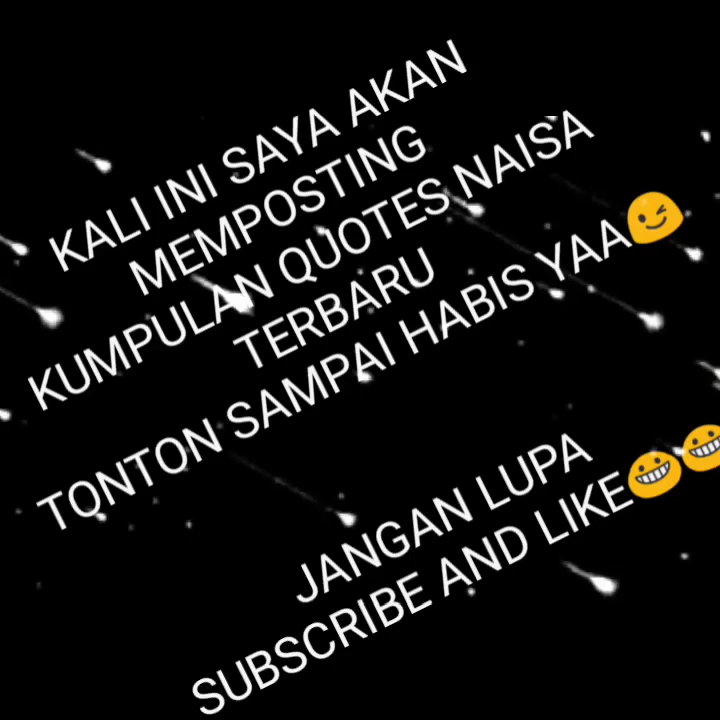 KALI INI SAYA AKAN
MEMPOSTING
KUMPULAN QUOTES NAISA
TERBARU
TONTON SAMPAI HABIS YAA😉
JANGAN LUPA
SUBSCRIBE AND LIKE😀😀